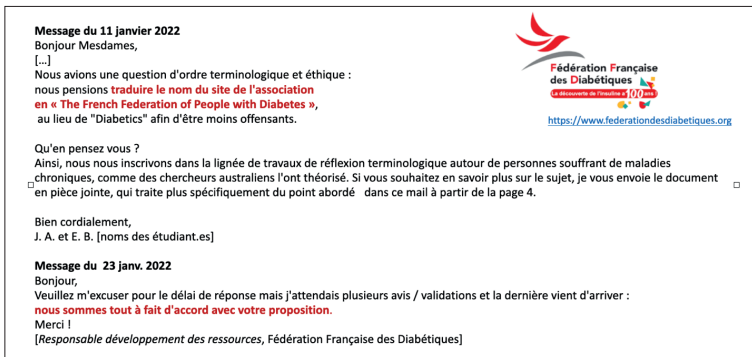 Message du 11 janvier 2022
Bonjour Mesdames,
[...]
Nous avions une question d'ordre terminologique et éthique :
nous pensions traduire le nom du site de l'association
en « The French Federation of People with Diabetes »,
au lieu de "Diabetics" afin d'être moins offensants.
Fédération Française
des Diabétiques
La découverte de l'insuline a 100 ans !
https://www.federationdesdiabetiques.org
Qu'en pensez vous ?
Ainsi, nous nous inscrivons dans la lignée de travaux de réflexion terminologique autour de personnes souffrant de maladies
chroniques, comme des chercheurs australiens l'ont théorisé. Si vous souhaitez en savoir plus sur le sujet, je vous envoie le document
en pièce jointe, qui traite plus spécifiquement du point abordé dans ce mail à partir de la page 4.
Bien cordialement,
J. A. et E. B. [noms des étudiant.es]
Message du 23 janv. 2022
Bonjour,
Veuillez m'excuser pour le délai de réponse mais j'attendais plusieurs avis / validations et la dernière vient d'arriver :
nous sommes tout à fait d'accord avec votre proposition.
Merci !
[Responsable développement des ressources, Fédération Française des Diabétiques]